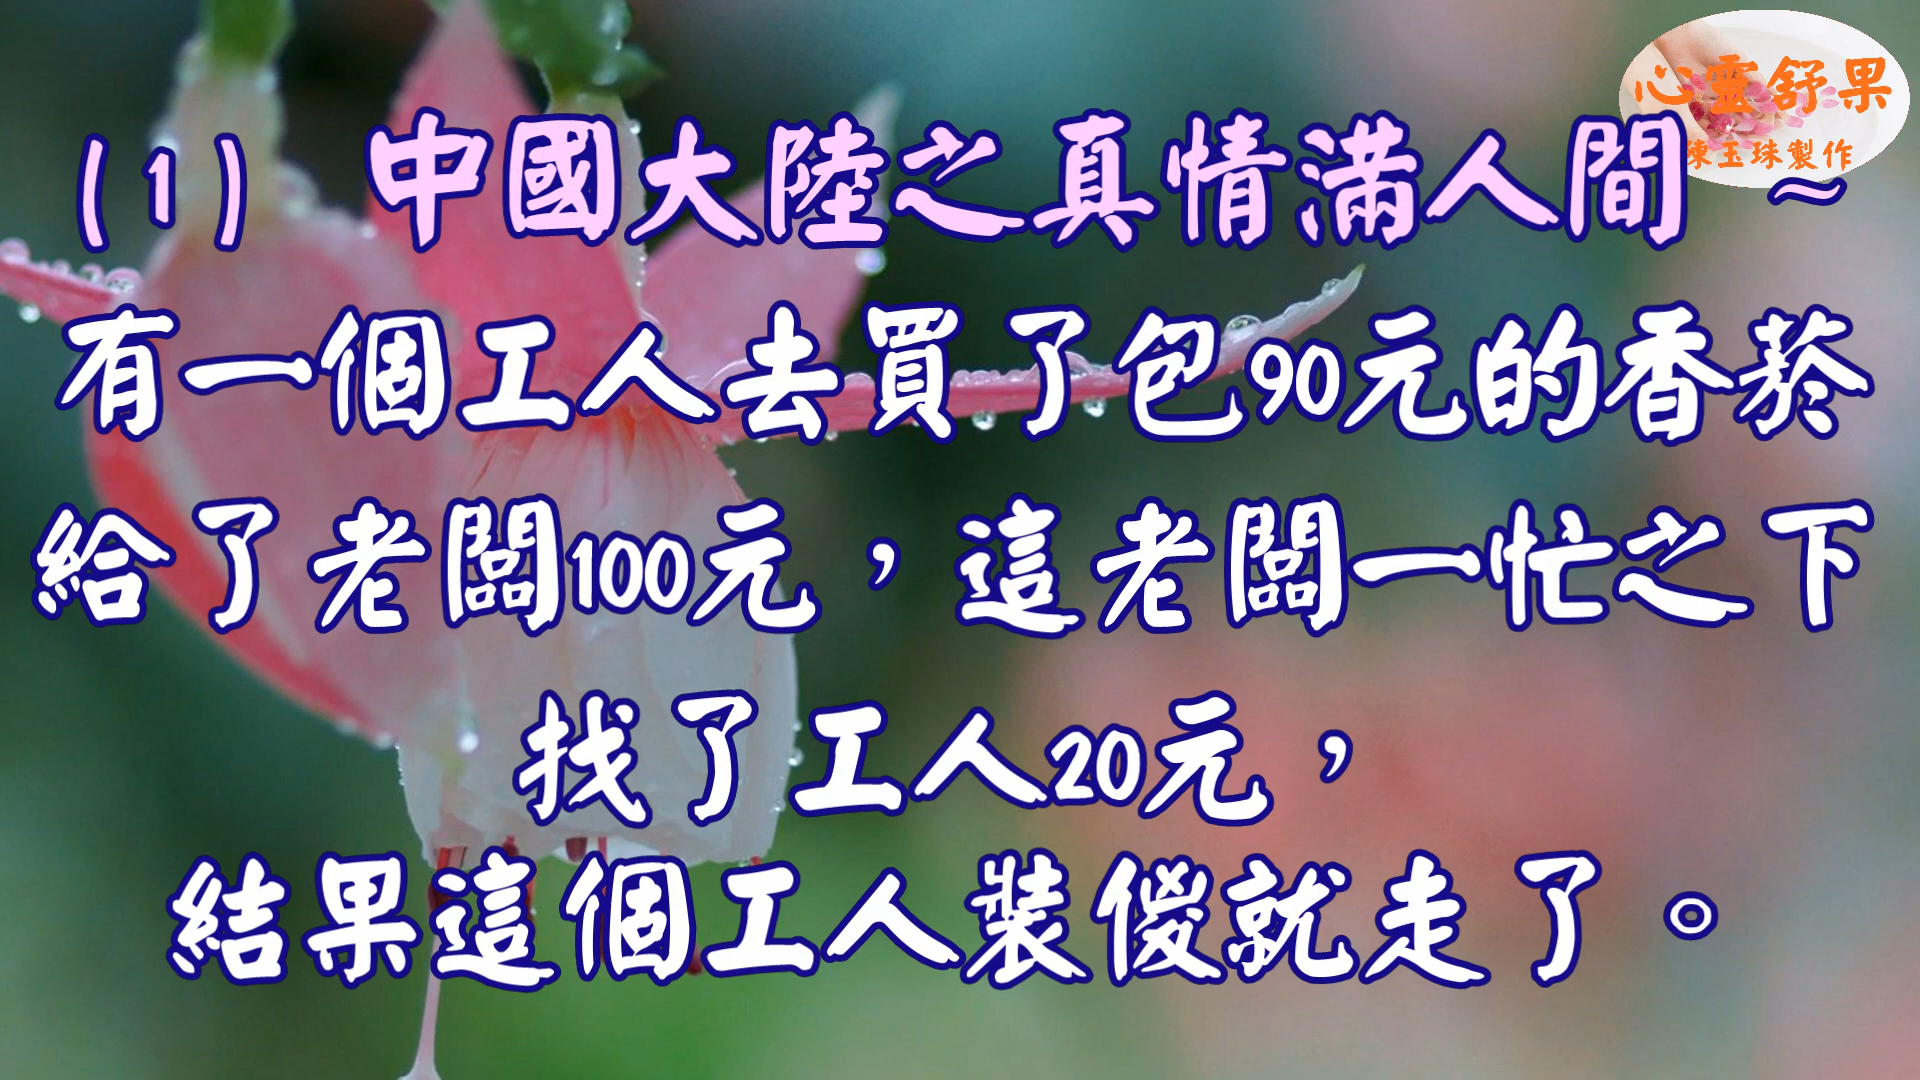 心靈舒果
陳玉珠製作
(1) 中國大陸之真情滿人間 ~
有一個工人去買了包90元的香菸
給了老闆100元，這老闆一忙之下
找了工人20元，
結果這個工人裝傻就走了。